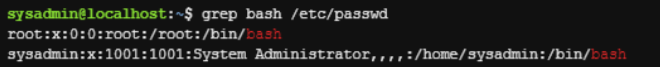 sysadmin@localhost:~$ grep bash /etc/passwd
root:x:0:0:root:/root:/bin/bash
sysadmin:x:1001:1001:System Administrator,,,,:/home/sysadmin:/bin/bash